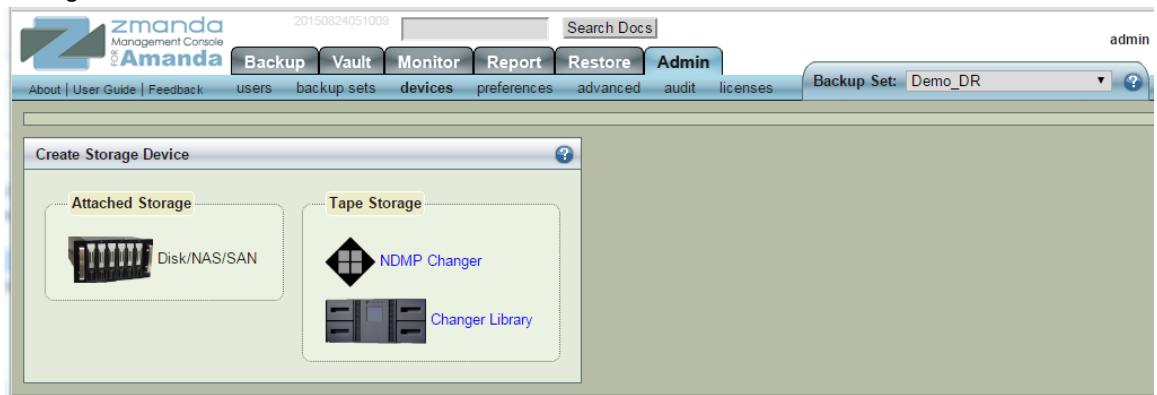 zmanda
Management Console
for Amanda
20150824051009
Search Docs
admin
Backup Vault Monitor Report Restore Admin
About | User Guide | Feedback
users backup sets devices preferences advanced audit licenses
Backup Set: Demo_DR
Create Storage Device
Attached Storage
Disk/NAS/SAN
Tape Storage
NDMP Changer
Changer Library